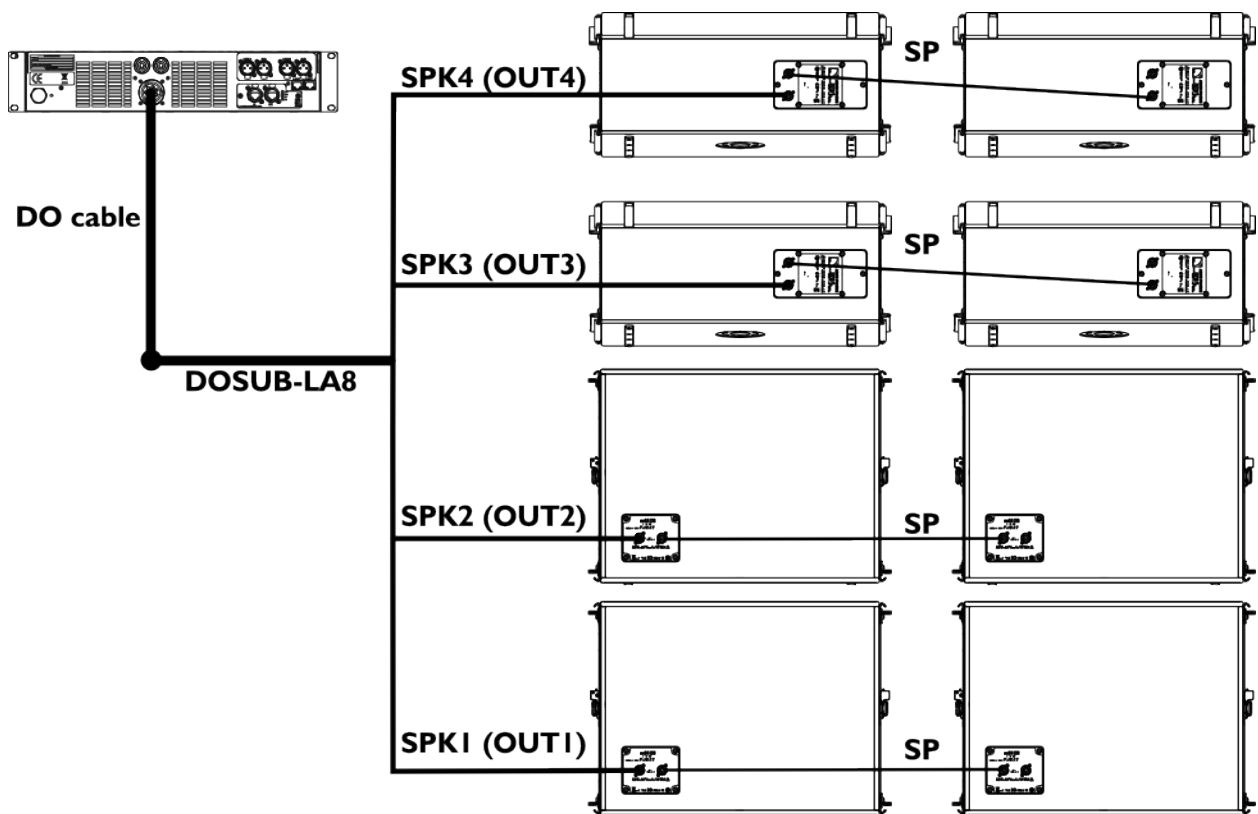 SPK4 (OUT4)
SP
DO cable
SPK3 (OUT3)
SP
DOSUB-LA8
SPK2 (OUT2)
SP
SPK1 (OUT1)
SP